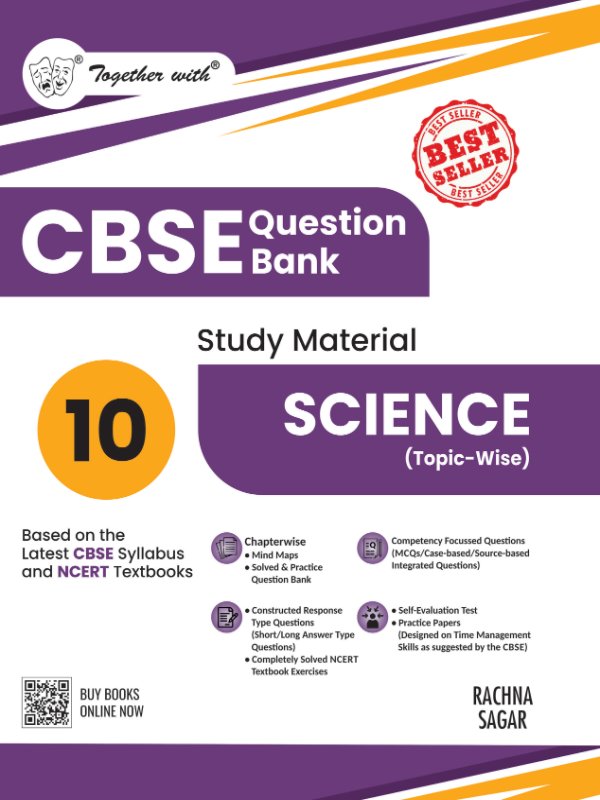 Together with®
BEST SELLER
BEST
SELLER
BEST SELLER
CBSE Question
Bank
Study Material
10
SCIENCE
(Topic-Wise)
Based on the
Latest CBSE Syllabus
and NCERT Textbooks
Chapterwise
• Mind Maps
• Solved & Practice
Question Bank
Competency Focussed Questions
(MCQs/Case-based/Source-based
Integrated Questions)
• Constructed Response
Type Questions
(Short/Long Answer Type
Questions)
• Completely Solved NCERT
Textbook Exercises
• Self-Evaluation Test
• Practice Papers
(Designed on Time Management
Skills as suggested by the CBSE)
BUY BOOKS
ONLINE NOW
RACHNA
SAGAR